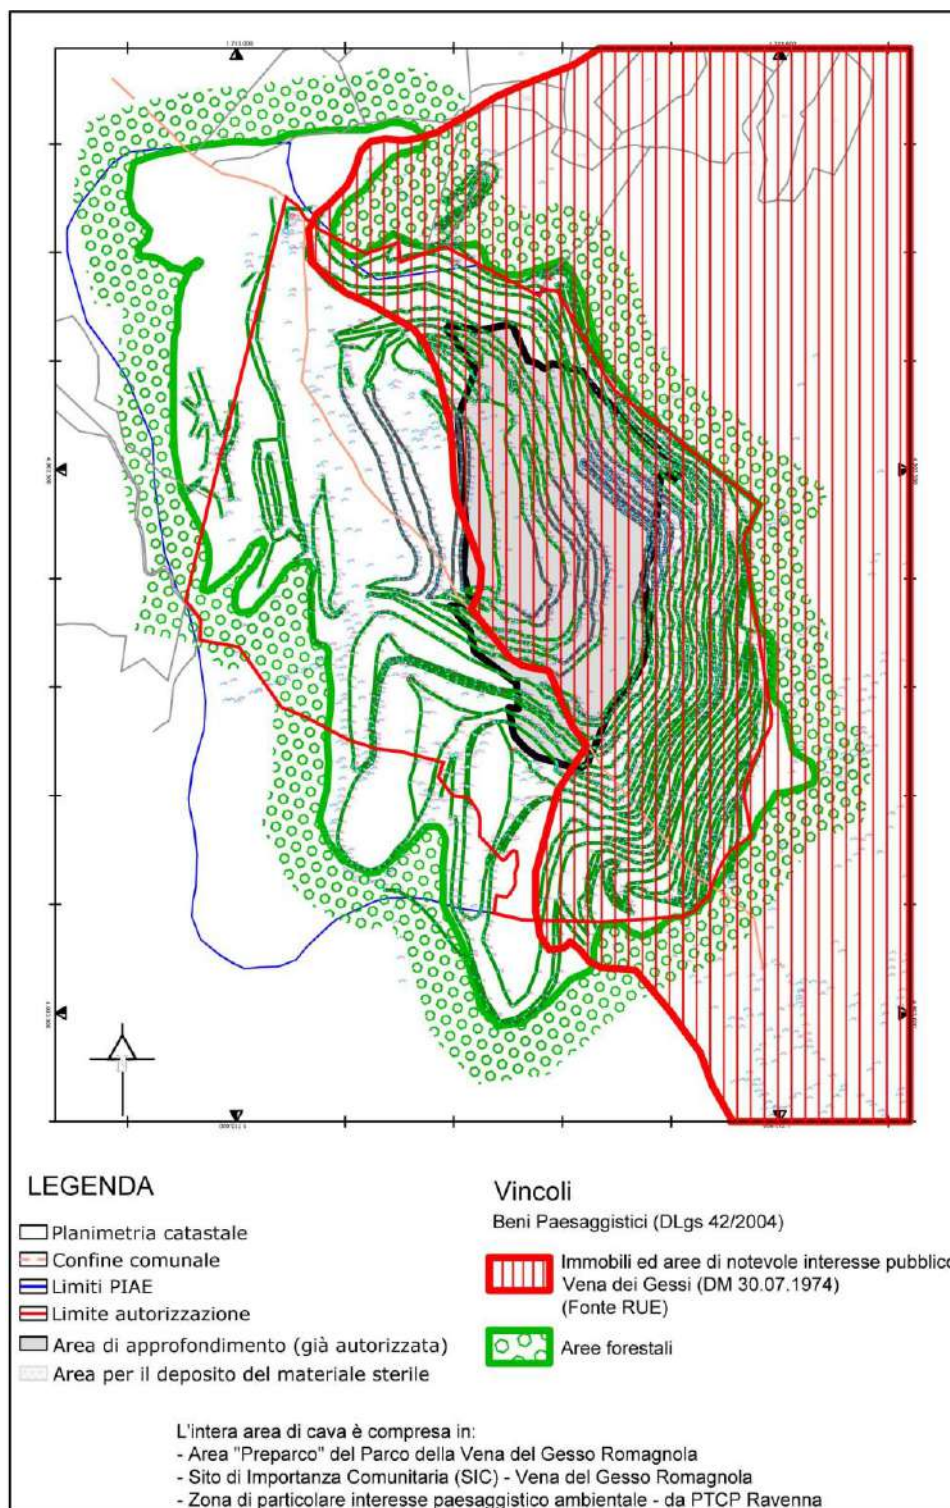 LEGENDA
Planimetria catastale
Confine comunale
Limiti PIAE
Limite autorizzazione
Area di approfondimento (già autorizzata)
Area per il deposito del materiale sterile
Vincoli
Beni Paesaggistici (DLgs 42/2004)
Immobili ed aree di notevole interesse pubblico
Vena dei Gessi (DM 30.07.1974)
(Fonte RUE)
Aree forestali
L'intera area di cava è compresa in:
- Area "Preparco" del Parco della Vena del Gesso Romagnola
- Sito di Importanza Comunitaria (SIC) - Vena del Gesso Romagnola
- Zona di particolare interesse paesaggistico ambientale - da PTCP Ravenna